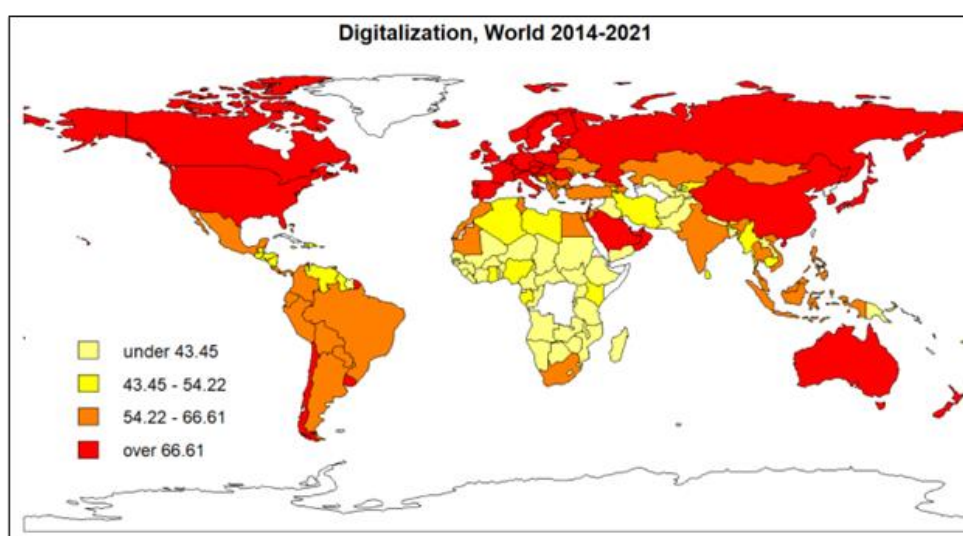 Digitalization, World 2014-2021
under 43.45
43.45 - 54.22
54.22 - 66.61
over 66.61